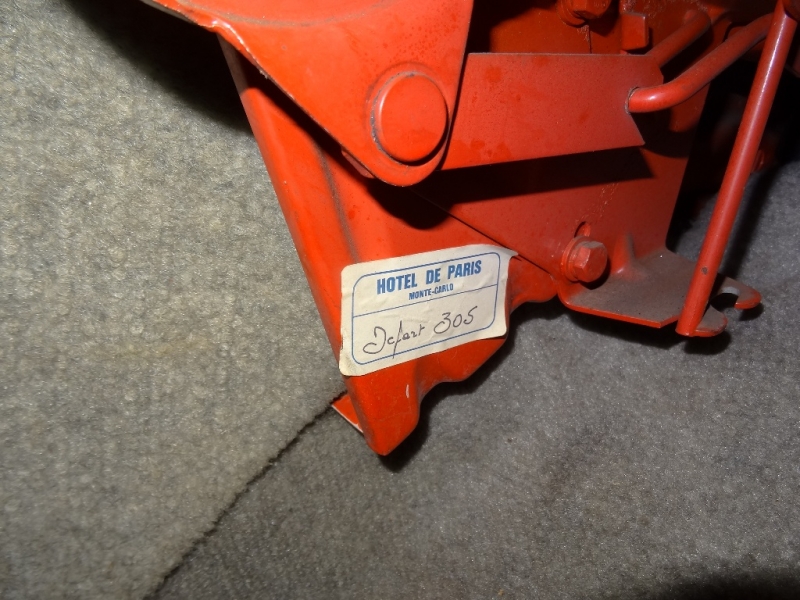 HOTEL DE PARIS
MONTE-CARLO
Depart 305